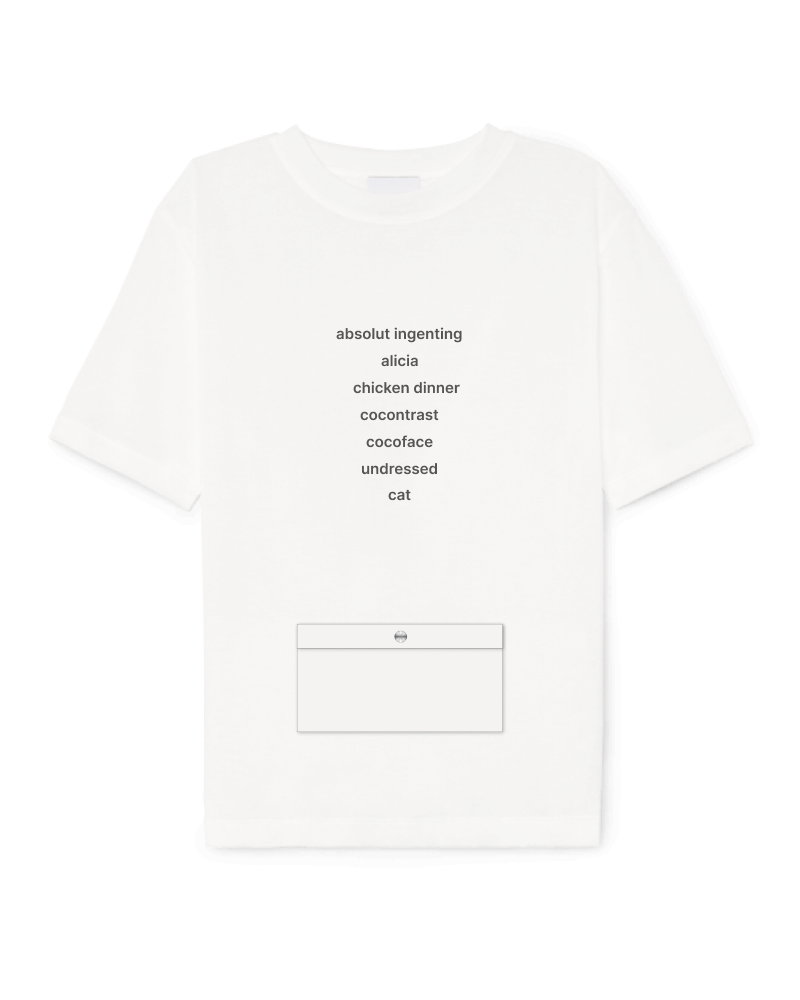 absolut ingenting
alicia
chicken dinner
cocontrast
cocoface
undressed
cat